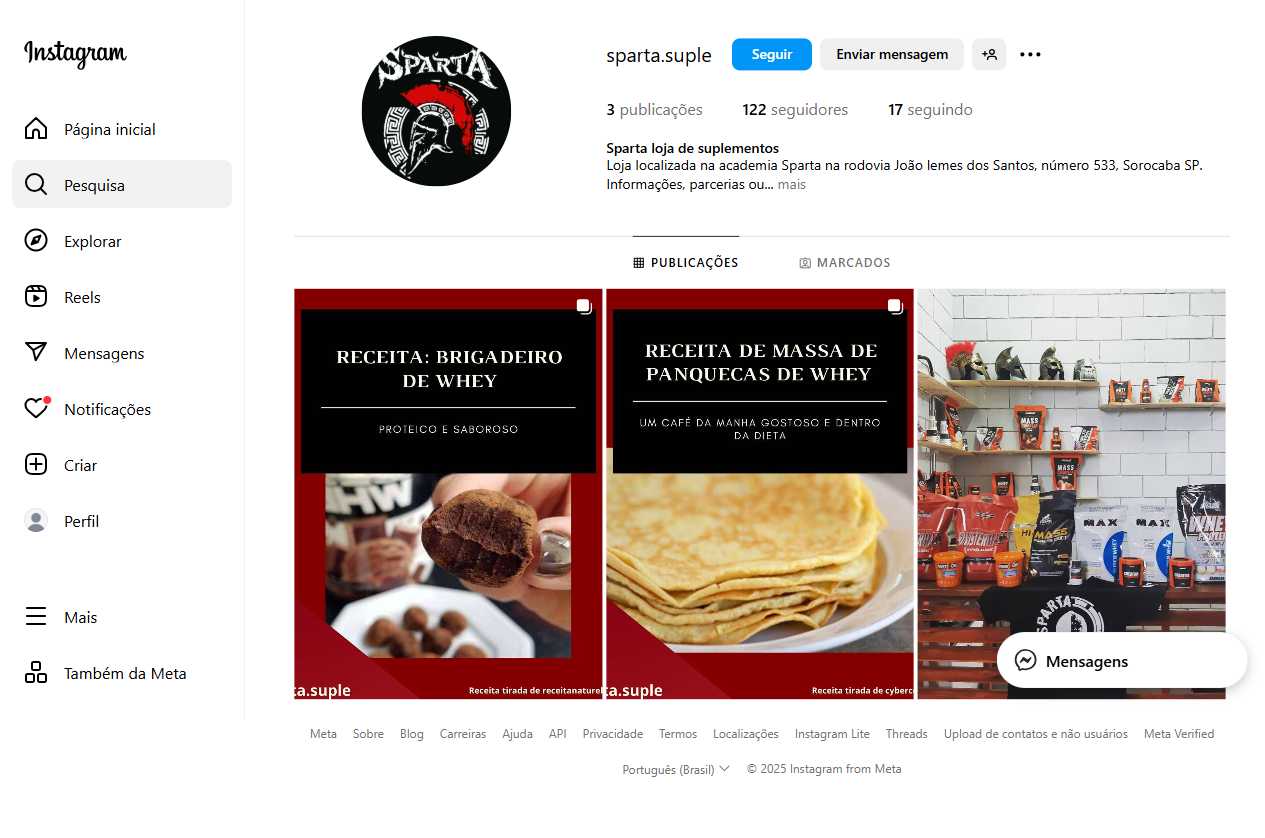 Instagram
Página inicial
Pesquisa
Explorar
Reels
Mensagens
Notificações
Criar
Perfil
Mais
Também da Meta
SPARTA
sparta.suple
Seguir
Enviar mensagem
3 publicações 122 seguidores 17 seguindo
Sparta loja de suplementos
Loja localizada na academia Sparta na rodovia João lemes dos Santos, número 533, Sorocaba SP.
Informações, parcerias ou... mais
PUBLICAÇÕES
MARCADOS
RECEITA: BRIGADEIRO
DE WHEY
PROTEICO E SABOROSO
ta.suple
Receita tirada de receitanature
RECEITA DE MASSA DE
PANQUECAS DE WHEY
UM CAFÉ DA MANHA GOSTOSO E DENTRO
DA DIETA
ta.suple
Receita tirada de cyberc
MASS
MASS
MASS
MAX
MAX
WHEY
SPARTA
Mensagens
Meta Sobre Blog Carreiras Ajuda API Privacidade Termos Localizações Instagram Lite Threads Upload de contatos e não usuários Meta Verified
Português (Brasil) © 2025 Instagram from Meta